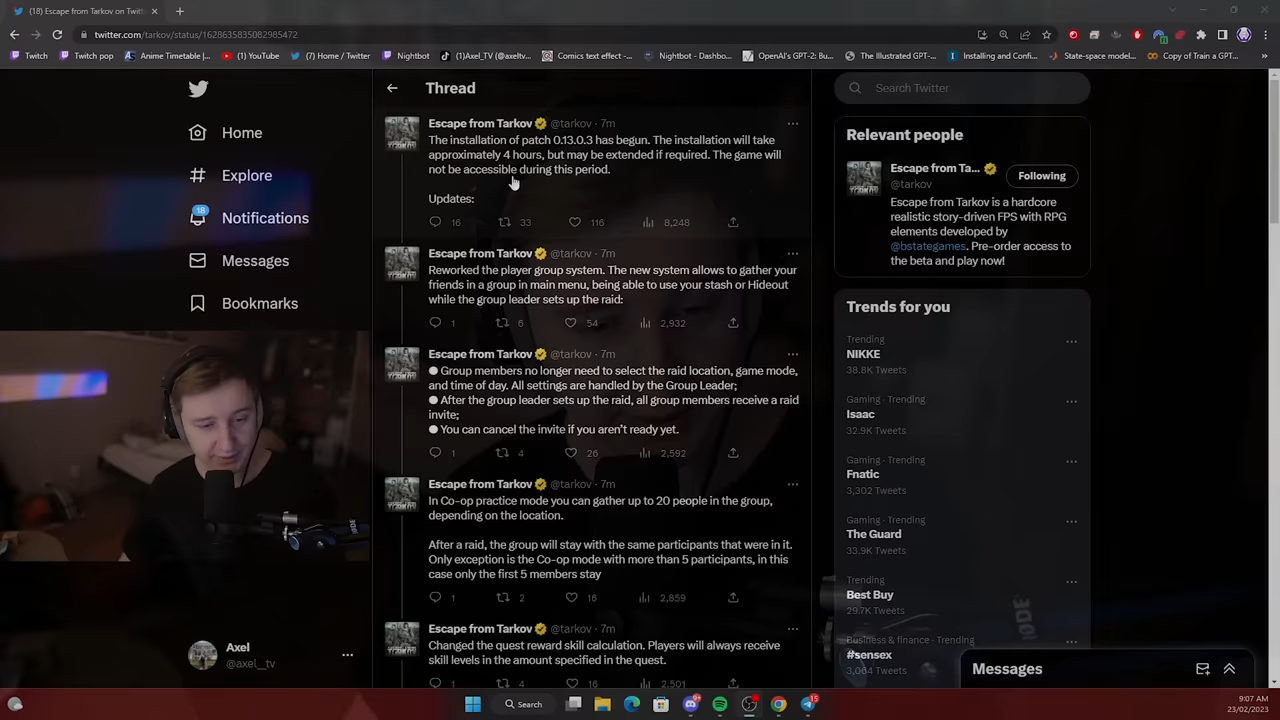 (18) Escape from Tarkov on Twitt
twitter.com/tarkov/status/1628635835082985472
Twitch
Twitch pop
Anime Timetable |
(1) YouTube
(7) Home / Twitter
Nightbot
(1)Axel_TV (@axeltv...
Comics text effect -...
Nightbot - Dashbo...
OpenAI's GPT-2: Bu...
The Illustrated GPT-...
Installing and Confi...
State-space model...
Copy of Train a GPT...
Home
Explore
18
Notifications
Messages
Bookmarks
Axel
@axel__tv
Thread
Escape from Tarkov @tarkov · 7m
The installation of patch 0.13.0.3 has begun. The installation will take
approximately 4 hours, but may be extended if required. The game will
not be accessible during this period.
Updates:
16 33 116 8,248
Escape from Tarkov @tarkov · 7m
Reworked the player group system. The new system allows to gather your
friends in a group in main menu, being able to use your stash or Hideout
while the group leader sets up the raid:
1 6 54 2,932
Escape from Tarkov @tarkov · 7m
● Group members no longer need to select the raid location, game mode,
and time of day. All settings are handled by the Group Leader;
● After the group leader sets up the raid, all group members receive a raid
invite;
● You can cancel the invite if you aren't ready yet.
1 4 26 2,592
Escape from Tarkov @tarkov · 7m
In Co-op practice mode you can gather up to 20 people in the group,
depending on the location.
After a raid, the group will stay with the same participants that were in it.
Only exception is the Co-op mode with more than 5 participants, in this
case only the first 5 members stay
1 2 16 2,859
Escape from Tarkov @tarkov · 7m
Changed the quest reward skill calculation. Players will always receive
skill levels in the amount specified in the quest.
1 4 16 2,501
Search Twitter
Relevant people
Escape from Ta...
@tarkov
Following
Escape from Tarkov is a hardcore
realistic story-driven FPS with RPG
elements developed by
@bstategames. Pre-order access to
the beta and play now!
Trends for you
Trending
NIKKE
38.8K Tweets
Gaming · Trending
Isaac
32.9K Tweets
Gaming · Trending
Fnatic
3,302 Tweets
Gaming · Trending
The Guard
33.9K Tweets
Trending
Best Buy
29.7K Tweets
Business & finance · Trending
#sensex
3,064 Tweets
Messages
Search
9+
15
9:07 AM
23/02/2023